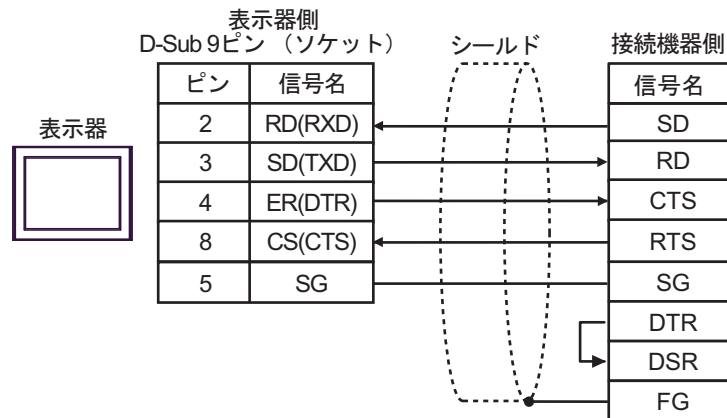 表示器側
D-Sub 9ピン （ソケット） シールド 接続機器側
ピン 信号名 信号名
表示器
2 RD(RXD) SD
3 SD(TXD) RD
4 ER(DTR) CTS
8 CS(CTS) RTS
5 SG SG
DTR
DSR
FG